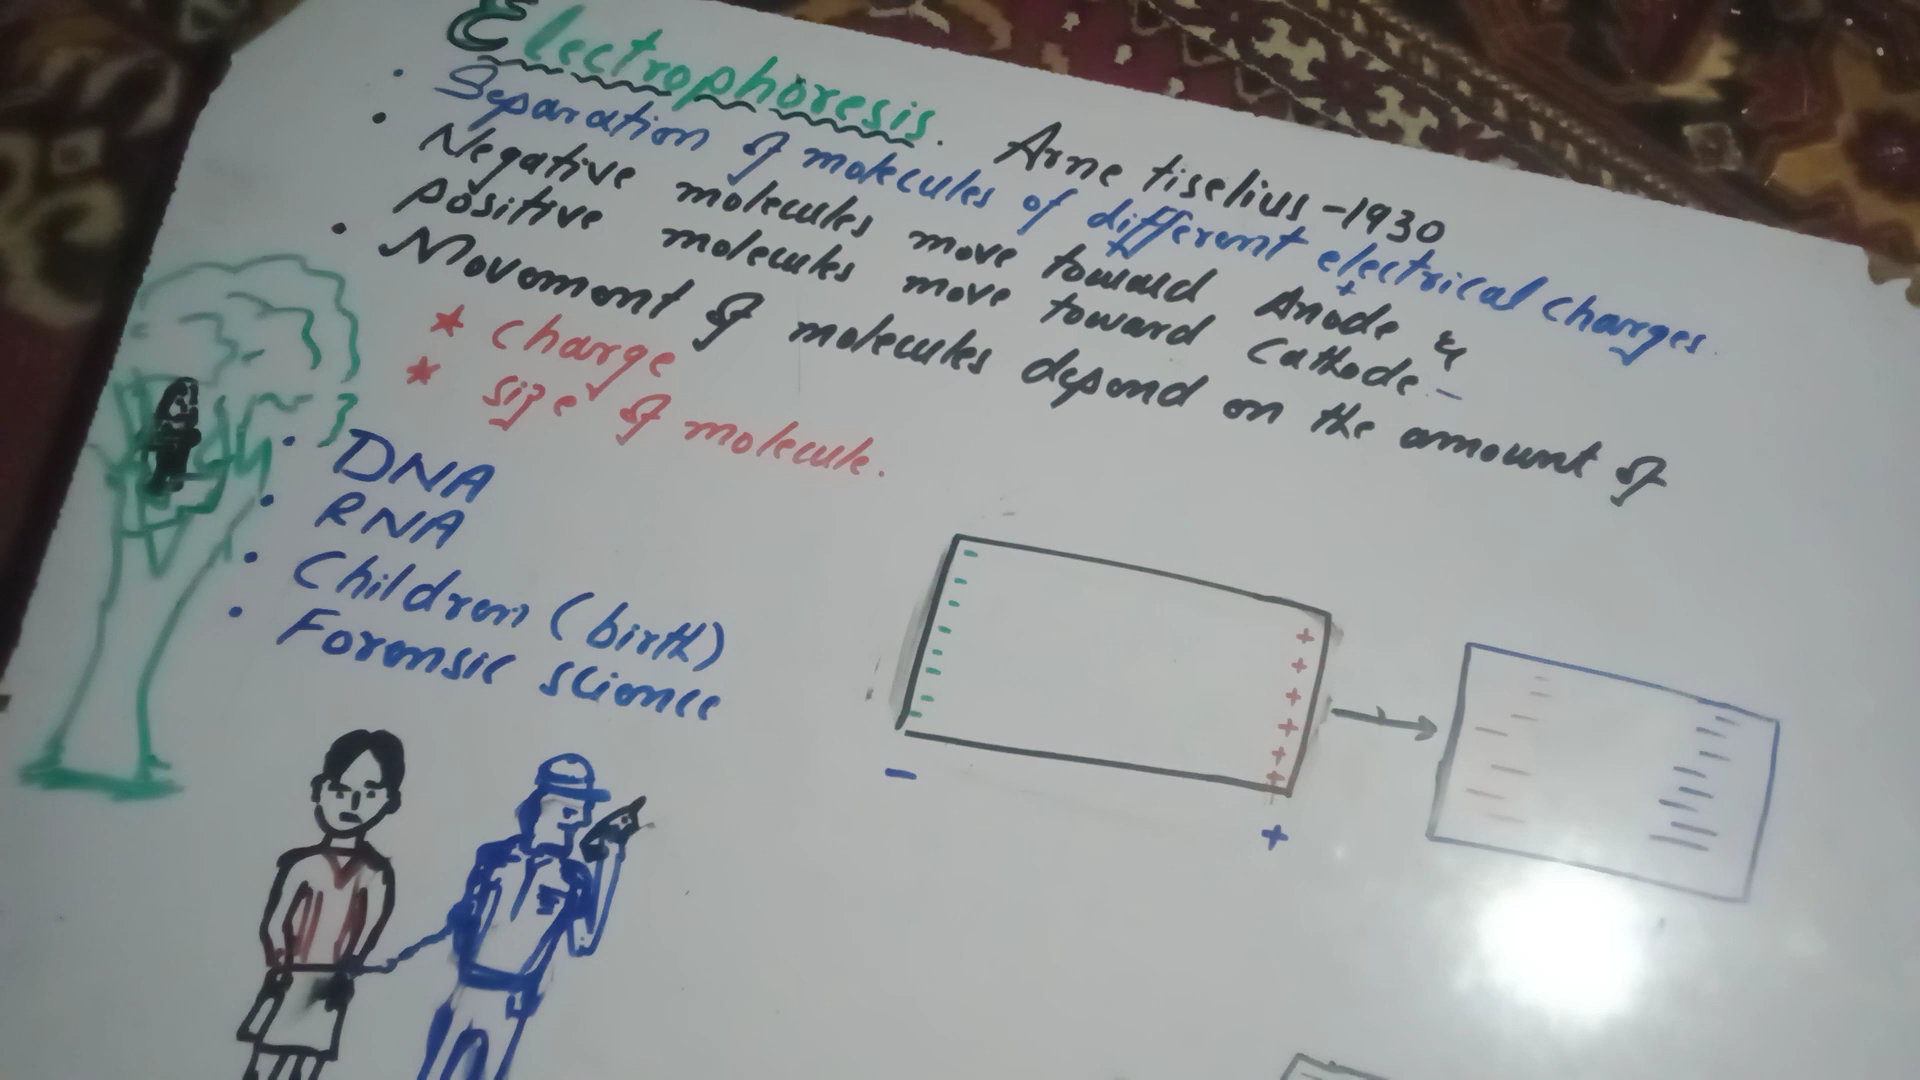 Electrophoresis. Arne tiselius -1930
• Separation of molecules of different electrical charges.
• Negative molecules move toward Anode &
+
positive molecules move toward Cathode -
• Movement of molecules depend on the amount of
★ charge
★ size of molecule.
• DNA
• RNA
• Children (birth)
• Forensic science
- - - - - - - -
+ + + + + +
-
+